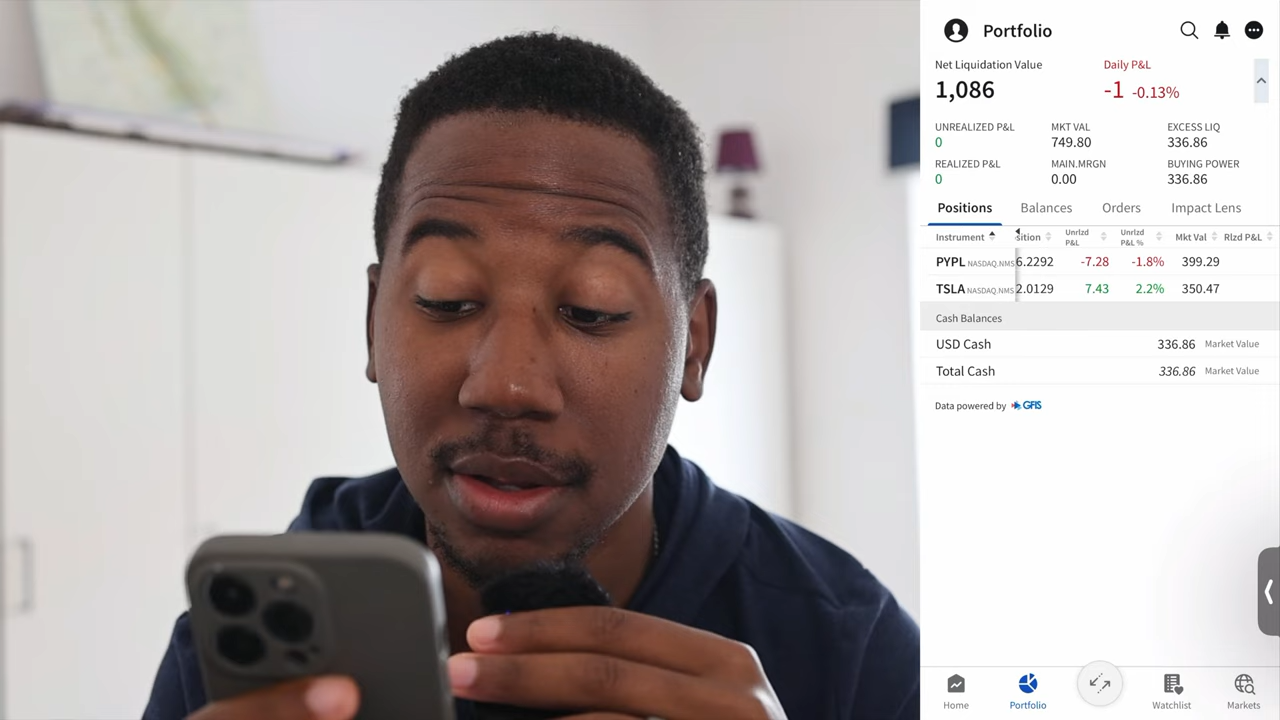 Portfolio
Net Liquidation Value Daily P&L
1,086 -1 -0.13%
UNREALIZED P&L MKT VAL EXCESS LIQ
0 749.80 336.86
REALIZED P&L MAIN.MRGN BUYING POWER
0 0.00 336.86
Positions Balances Orders Impact Lens
Instrument sition Unrlzd P&L Unrlzd P&L % Mkt Val Rlzd P&L
PYPL NASDAQ.NMS 6.2292 -7.28 -1.8% 399.29
TSLA NASDAQ.NMS 2.0129 7.43 2.2% 350.47
Cash Balances
USD Cash 336.86 Market Value
Total Cash 336.86 Market Value
Data powered by GFIS
Home Portfolio Watchlist Markets